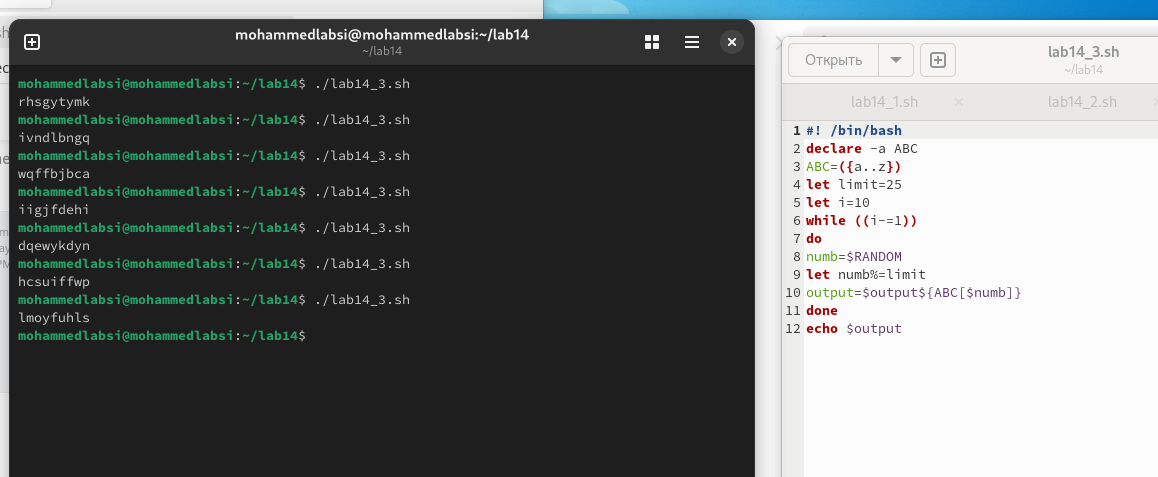 mohammedlabsi@mohammedlabsi:~/lab14
~/lab14
mohammedlabsi@mohammedlabsi:~/lab14$ ./lab14_3.sh
rhsgytymk
mohammedlabsi@mohammedlabsi:~/lab14$ ./lab14_3.sh
ivndlbngq
mohammedlabsi@mohammedlabsi:~/lab14$ ./lab14_3.sh
wqffbjbca
mohammedlabsi@mohammedlabsi:~/lab14$ ./lab14_3.sh
iigjfdehi
mohammedlabsi@mohammedlabsi:~/lab14$ ./lab14_3.sh
dqewykdyn
mohammedlabsi@mohammedlabsi:~/lab14$ ./lab14_3.sh
hcsuiffwp
mohammedlabsi@mohammedlabsi:~/lab14$ ./lab14_3.sh
lmoyfuhls
mohammedlabsi@mohammedlabsi:~/lab14$
Открыть
lab14_3.sh
~/lab14
lab14_1.sh × lab14_2.sh
1 #! /bin/bash
2 declare -a ABC
3 ABC=({a..z})
4 let limit=25
5 let i=10
6 while ((i-=1))
7 do
8 numb=$RANDOM
9 let numb%=limit
10 output=$output${ABC[$numb]}
11 done
12 echo $output